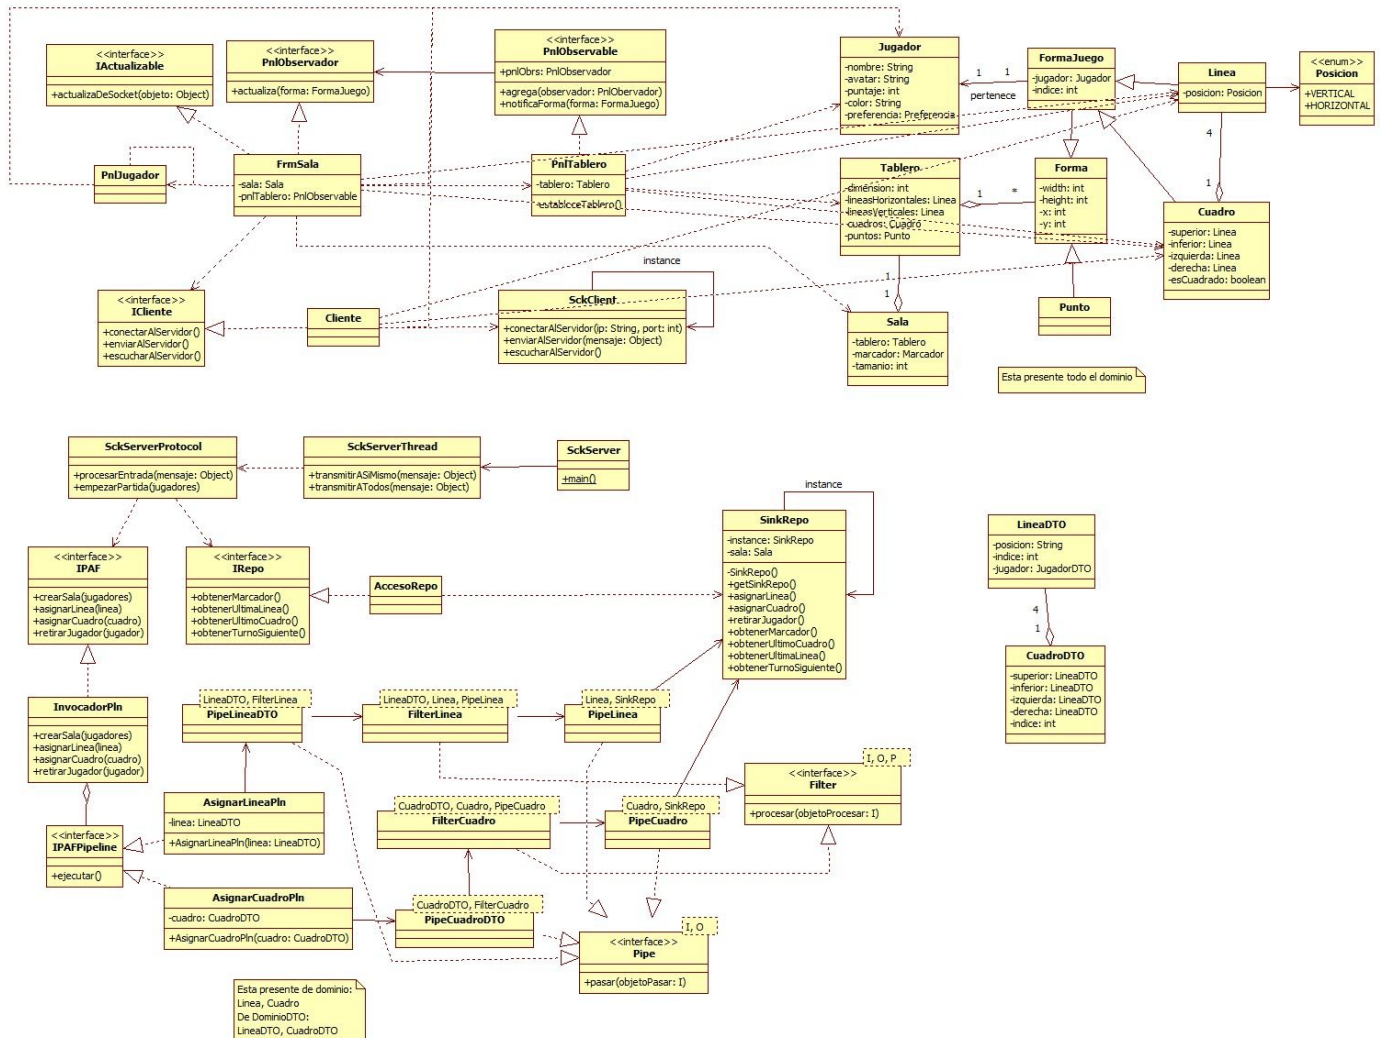 <<interface>>
IActualizable
+actualizaDeSocket(objeto: Object)
<<interface>>
PnlObservador
+actualiza(forma: FormaJuego)
<<interface>>
PnlObservable
+pnlObrs: PnlObservador
+agrega(observador: PnlObervador)
+notificaForma(forma: FormaJuego)
Jugador
-nombre: String
-avatar: String
-puntaje: int
-color: String
-preferencia: Preferencia
1
1
pertenece
FormaJuego
-jugador: Jugador
-indice: int
Linea
-posicion: Posicion
<<enum>>
Posicion
+VERTICAL
+HORIZONTAL
PnlJugador
FrmSala
-sala: Sala
-pnlTablero: PnlObservable
PnlTablero
-tablero: Tablero
+estableceTablero()
Tablero
-dimension: int
-lineasHorizontales: Linea
-lineasVerticales: Linea
-cuadros: Cuadro
-puntos: Punto
1
*
Forma
-width: int
-height: int
-x: int
-y: int
4
1
Cuadro
-superior: Linea
-inferior: Linea
-izquierda: Linea
-derecha: Linea
-esCuadrado: boolean
<<interface>>
ICliente
+conectarAlServidor()
+enviarAlServidor()
+escucharAlServidor()
Cliente
instance
SckClient
+conectarAlServidor(ip: String, port: int)
+enviarAlServidor(mensaje: Object)
+escucharAlServidor()
1
1
Sala
-tablero: Tablero
-marcador: Marcador
-tamanio: int
Punto
Esta presente todo el dominio
SckServerProtocol
+procesarEntrada(mensaje: Object)
+empezarPartida(jugadores)
SckServerThread
+transmitirASiMismo(mensaje: Object)
+transmitirATodos(mensaje: Object)
SckServer
+main()
instance
SinkRepo
-instance: SinkRepo
-sala: Sala
-SinkRepo()
+getSinkRepo()
+asignarLinea()
+asignarCuadro()
+retirarJugador()
+obtenerMarcador()
+obtenerUltimoCuadro()
+obtenerUltimaLinea()
+obtenerTurnoSiguiente()
LineaDTO
-posicion: String
-indice: int
-jugador: JugadorDTO
4
1
CuadroDTO
-superior: LineaDTO
-inferior: LineaDTO
-izquierda: LineaDTO
-derecha: LineaDTO
-indice: int
<<interface>>
IPAF
+crearSala(jugadores)
+asignarLinea(linea)
+asignarCuadro(cuadro)
+retirarJugador(jugador)
<<interface>>
IRepo
+obtenerMarcador()
+obtenerUltimaLinea()
+obtenerUltimoCuadro()
+obtenerTurnoSiguiente()
AccesoRepo
InvocadorPln
+crearSala(jugadores)
+asignarLinea(linea)
+asignarCuadro(cuadro)
+retirarJugador(jugador)
LineaDTO, FilterLinea
PipeLineaDTO
LineaDTO, Linea, PipeLinea
FilterLinea
Linea, SinkRepo
PipeLinea
I, O, P
<<interface>>
Filter
+procesar(objetoProcesar: I)
AsignarLineaPln
-linea: LineaDTO
+AsignarLineaPln(linea: LineaDTO)
CuadroDTO, Cuadro, PipeCuadro
FilterCuadro
Cuadro, SinkRepo
PipeCuadro
<<interface>>
IPAFPipeline
+ejecutar()
AsignarCuadroPln
-cuadro: CuadroDTO
+AsignarCuadroPln(cuadro: CuadroDTO)
CuadroDTO, FilterCuadro
PipeCuadroDTO
I, O
<<interface>>
Pipe
+pasar(objetoPasar: I)
Esta presente de dominio:
Linea, Cuadro
De DominioDTO:
LineaDTO, CuadroDTO